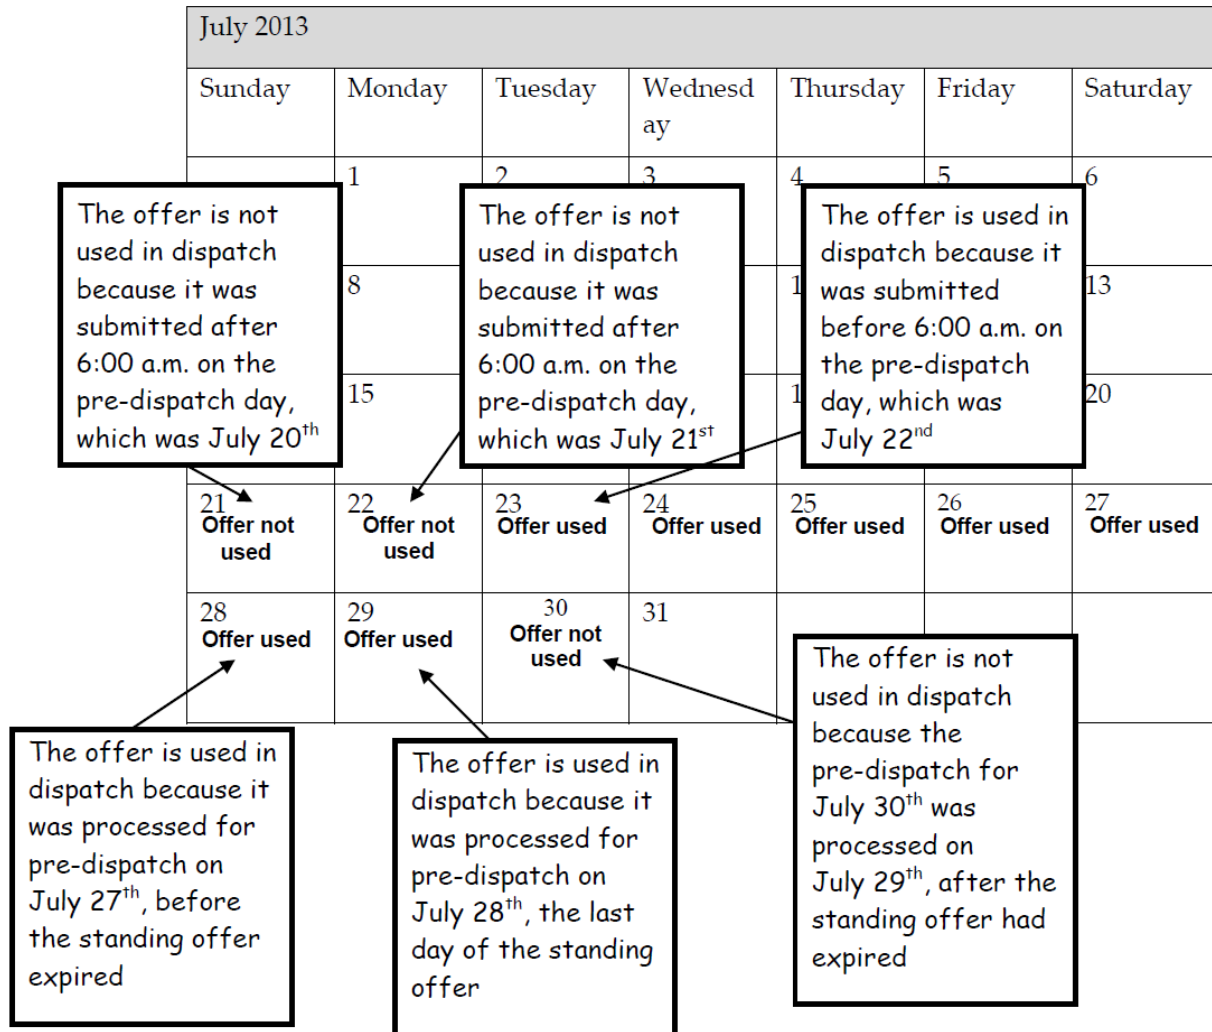 July 2013
Sunday
Monday
Tuesday
Wednesd
ay
Thursday
Friday
Saturday
1
2
3
4
5
6
The offer is not
used in dispatch
because it was
submitted after
6:00 a.m. on the
pre-dispatch day,
which was July 20th
The offer is not
used in dispatch
because it was
submitted after
6:00 a.m. on the
pre-dispatch day,
which was July 21st
The offer is used in
dispatch because it
was submitted
before 6:00 a.m. on
the pre-dispatch
day, which was
July 22nd
8
1
13
15
1
20
21
Offer not
used
22
Offer not
used
23
Offer used
24
Offer used
25
Offer used
26
Offer used
27
Offer used
28
Offer used
29
Offer used
30
Offer not
used
31
The offer is used in
dispatch because it
was processed for
pre-dispatch on
July 27th, before
the standing offer
expired
The offer is used in
dispatch because it
was processed for
pre-dispatch on
July 28th, the last
day of the standing
offer
The offer is not
used in dispatch
because the
pre-dispatch for
July 30th was
processed on
July 29th, after the
standing offer had
expired